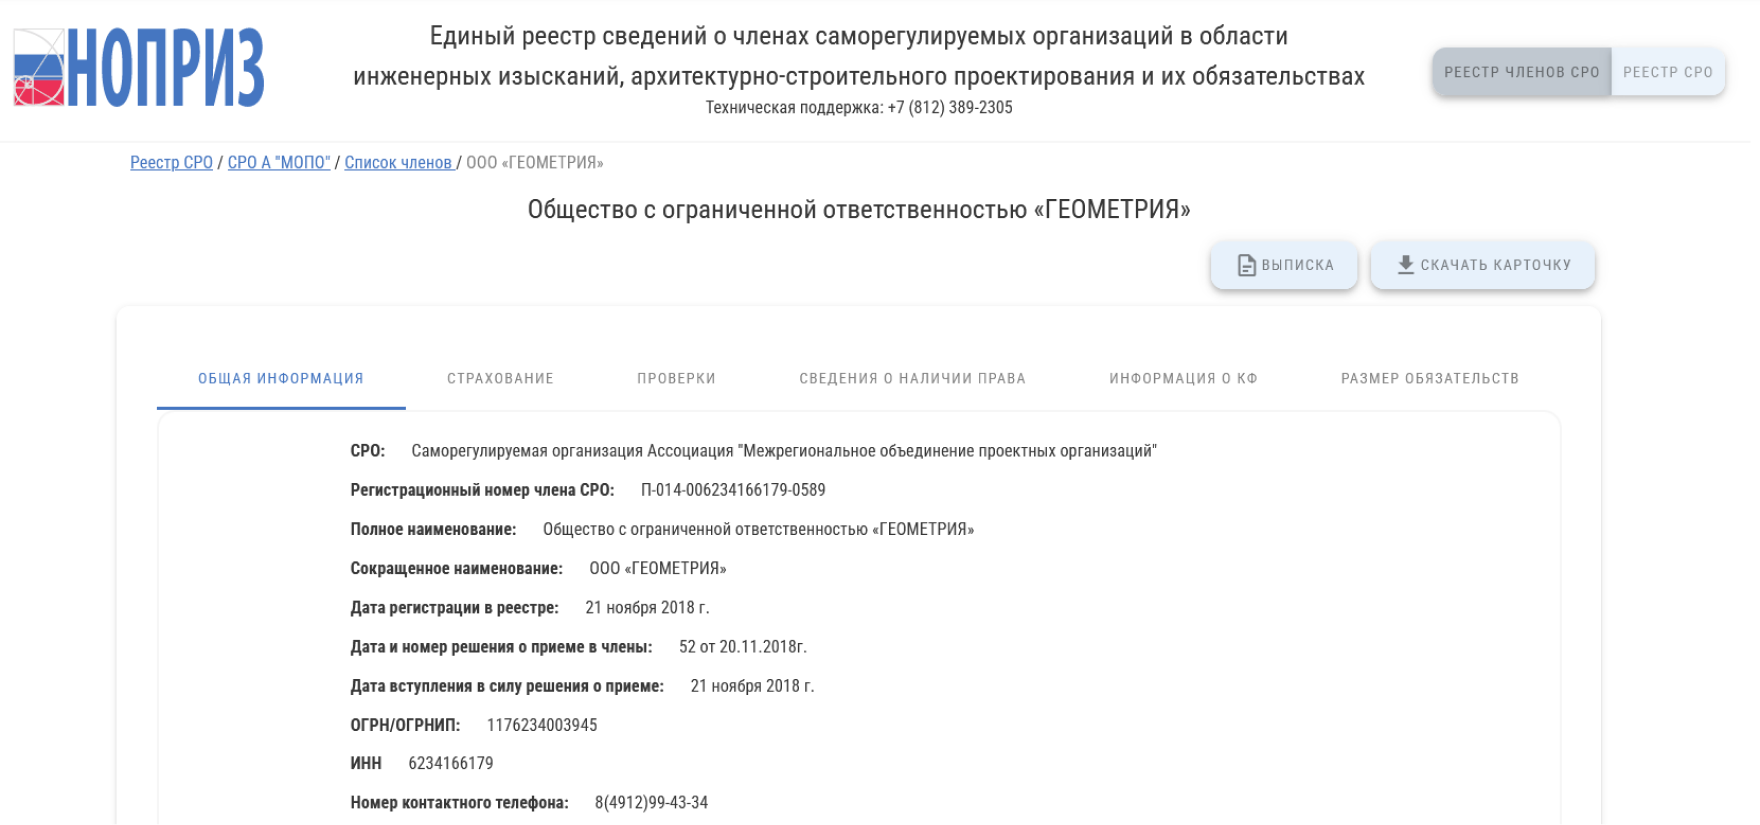 НОПРИЗ
Единый реестр сведений о членах саморегулируемых организаций в области
инженерных изысканий, архитектурно-строительного проектирования и их обязательствах
Техническая поддержка: +7 (812) 389-2305
РЕЕСТР ЧЛЕНОВ СРО РЕЕСТР СРО
Реестр СРО / СРО А "МОПО" / Список членов / ООО «ГЕОМЕТРИЯ»
Общество с ограниченной ответственностью «ГЕОМЕТРИЯ»
ВЫПИСКА СКАЧАТЬ КАРТОЧКУ
ОБЩАЯ ИНФОРМАЦИЯ СТРАХОВАНИЕ ПРОВЕРКИ СВЕДЕНИЯ О НАЛИЧИИ ПРАВА ИНФОРМАЦИЯ О КФ РАЗМЕР ОБЯЗАТЕЛЬСТВ
СРО: Саморегулируемая организация Ассоциация "Межрегиональное объединение проектных организаций"
Регистрационный номер члена СРО: П-014-006234166179-0589
Полное наименование: Общество с ограниченной ответственностью «ГЕОМЕТРИЯ»
Сокращенное наименование: ООО «ГЕОМЕТРИЯ»
Дата регистрации в реестре: 21 ноября 2018 г.
Дата и номер решения о приеме в члены: 52 от 20.11.2018г.
Дата вступления в силу решения о приеме: 21 ноября 2018 г.
ОГРН/ОГРНИП: 1176234003945
ИНН 6234166179
Номер контактного телефона: 8(4912)99-43-34